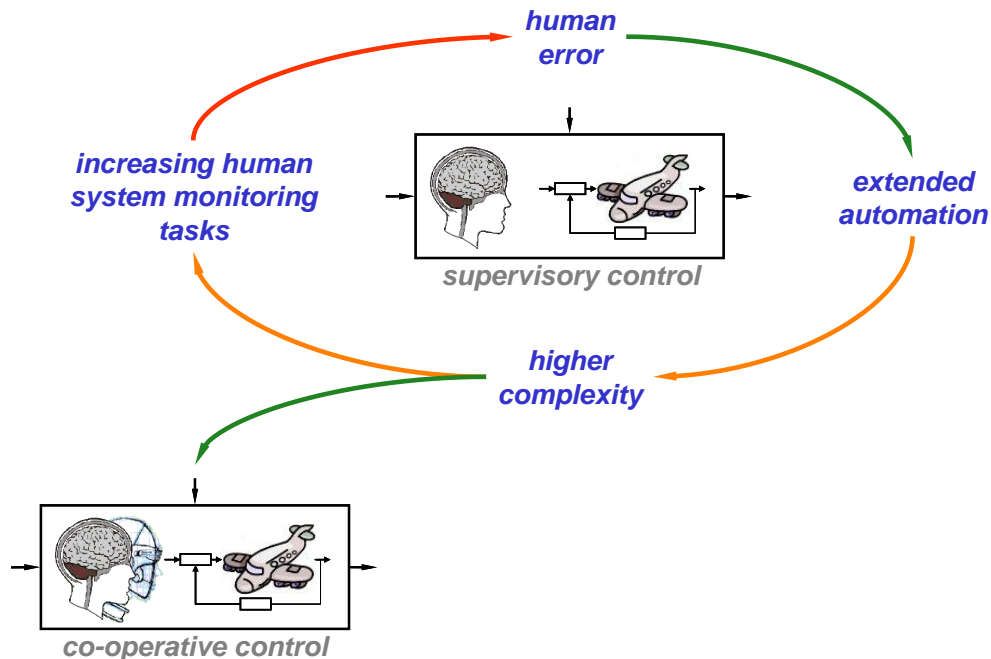 human
error
increasing human
system monitoring
tasks
extended
automation
supervisory control
higher
complexity
co-operative control